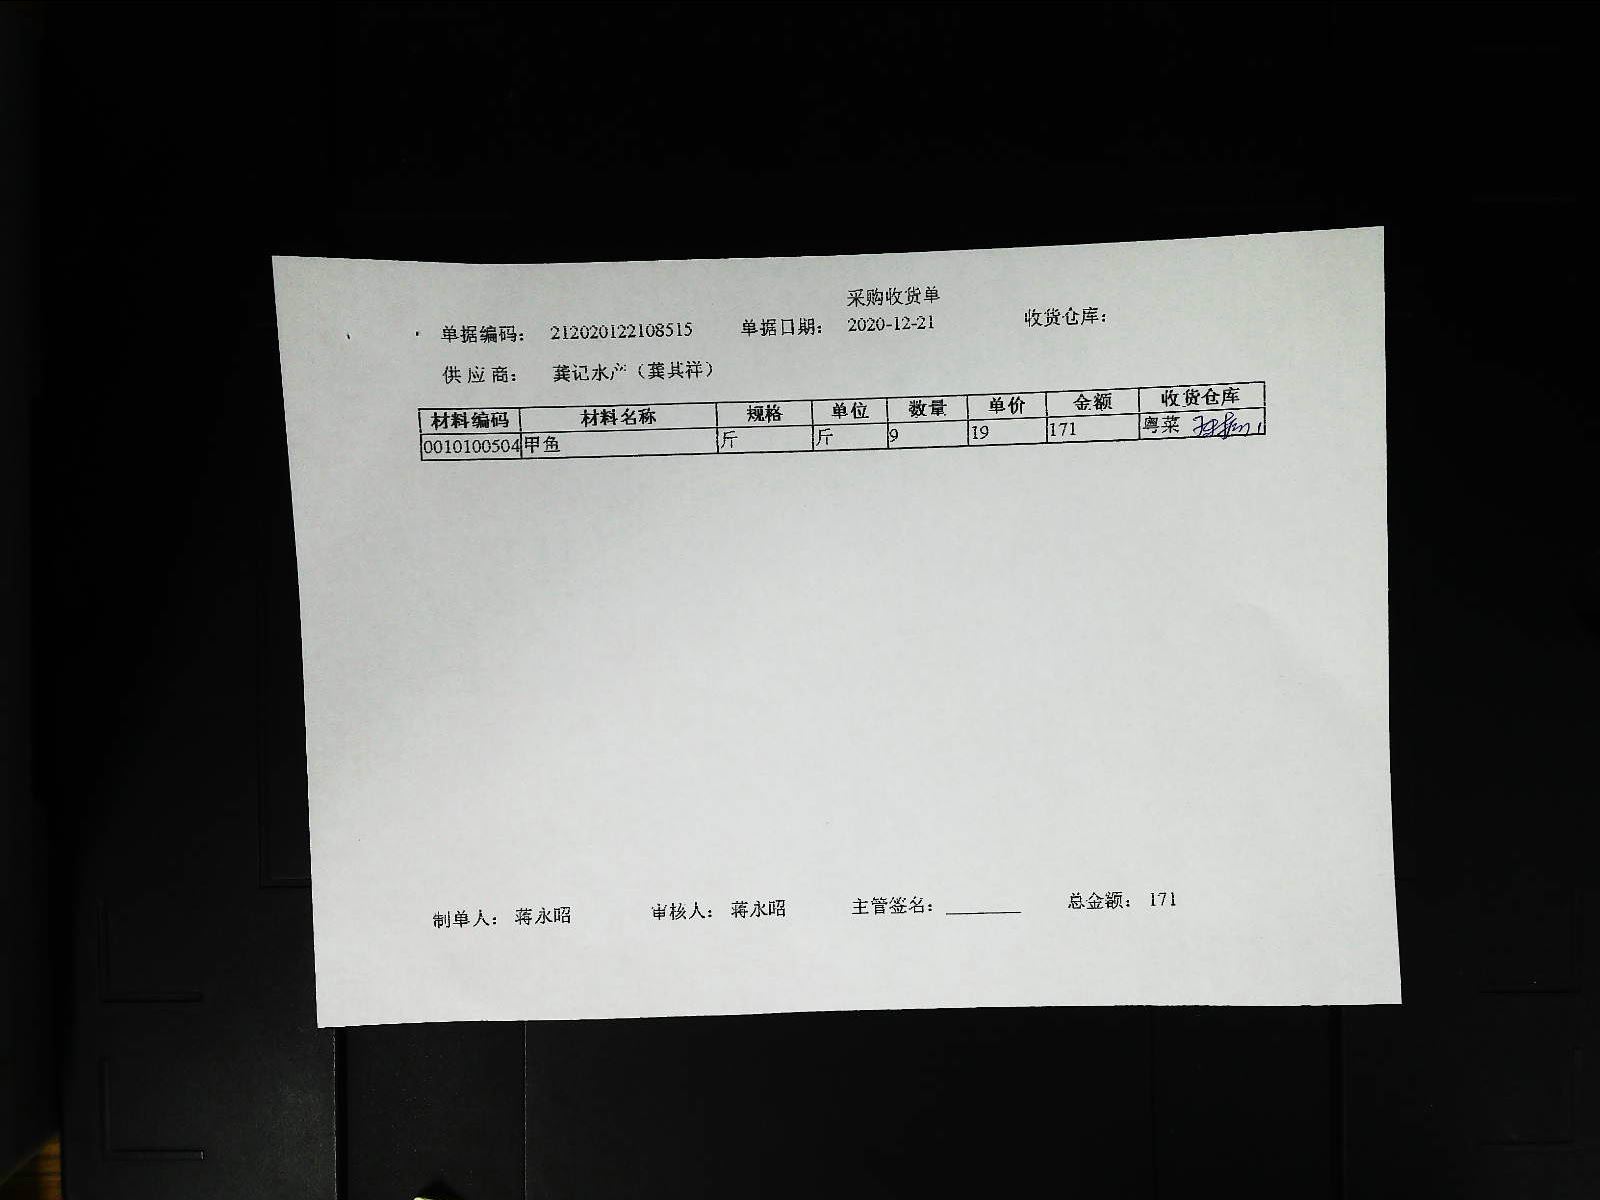 采购收货单
单据编码： 212020122108515 单据日期： 2020-12-21 收货仓库：
供 应 商： 龚记水产（龚其祥）
材料编码 材料名称 规格 单位 数量 单价 金额 收货仓库
0010100504 甲鱼 斤 斤 9 19 171 粤菜
制单人： 蒋永昭 审核人： 蒋永昭 主管签名： 总金额： 171